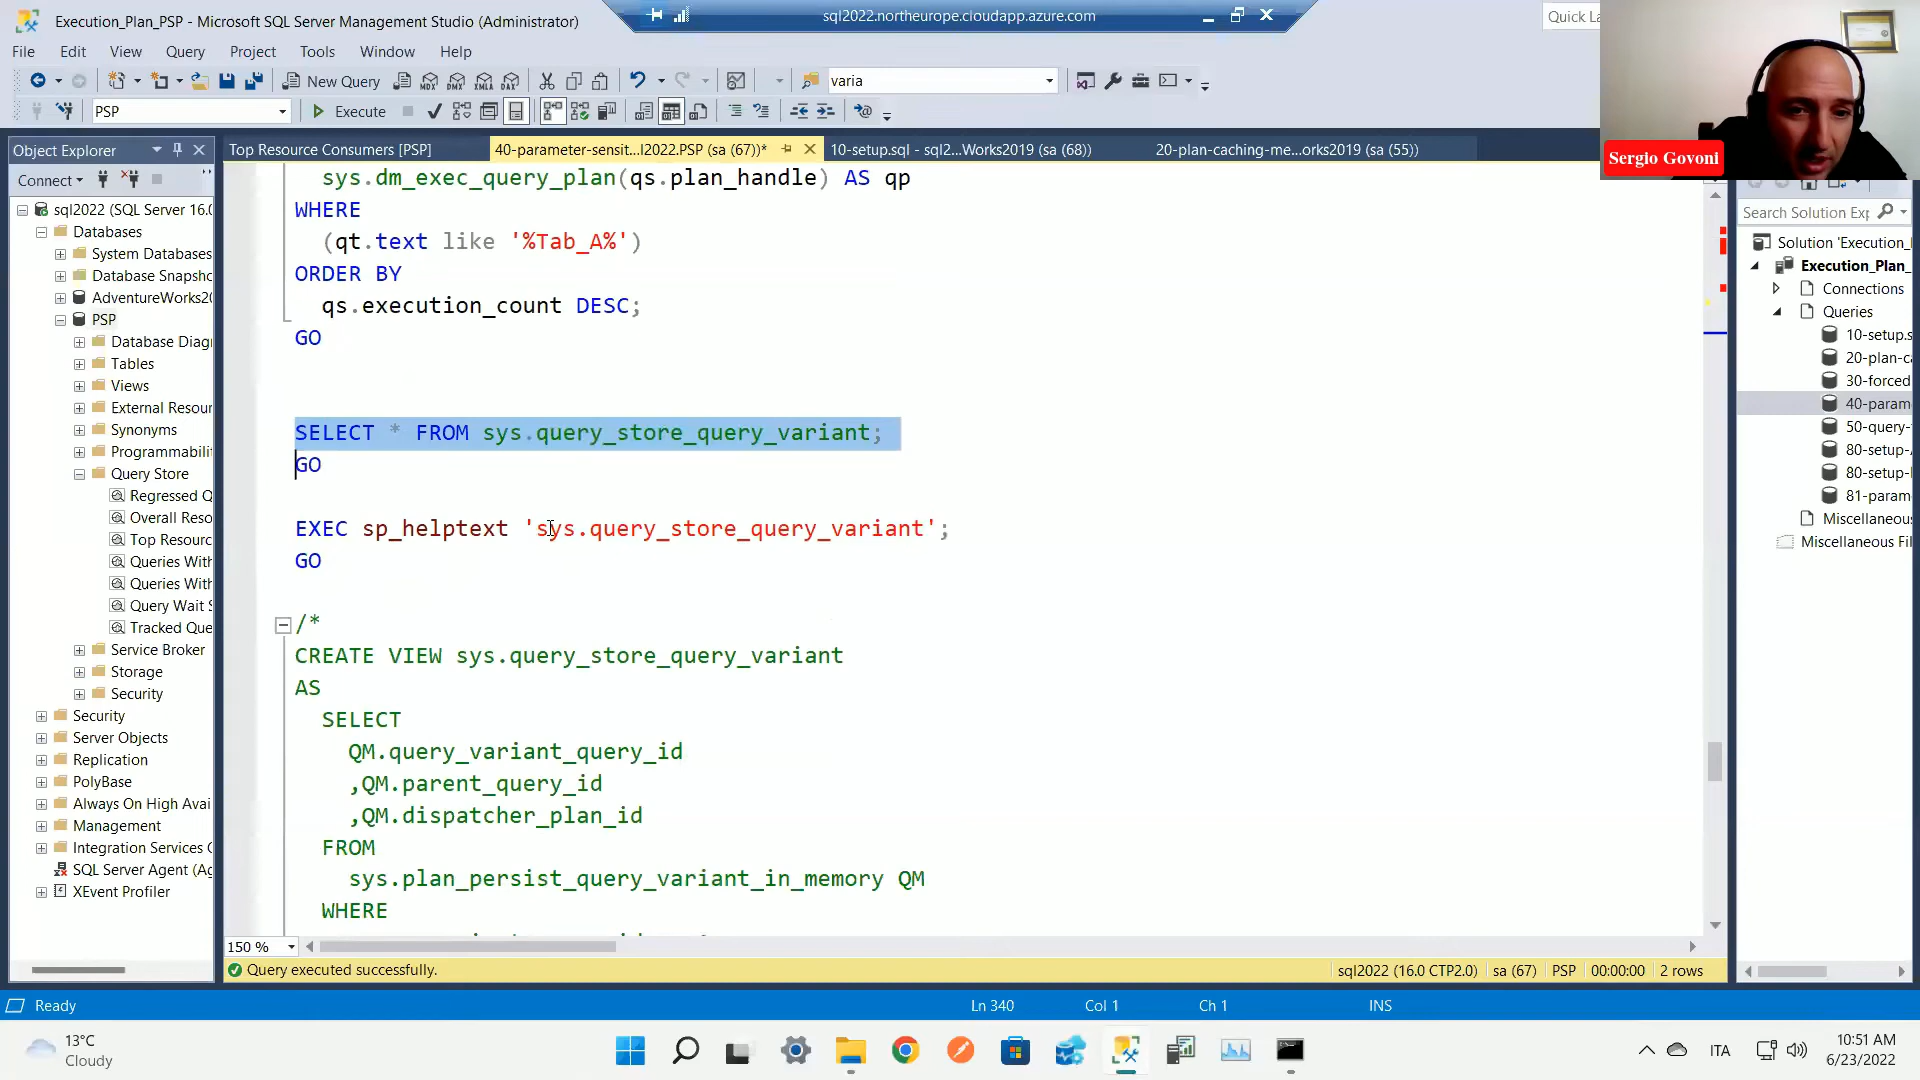 Execution_Plan_PSP - Microsoft SQL Server Management Studio (Administrator)
sql2022.northeurope.cloudapp.azure.com
Quick La
File Edit View Query Project Tools Window Help
New Query
varia
PSP
Execute
Sergio Govoni
Object Explorer
Connect
sql2022 (SQL Server 16.0
Databases
System Databases
Database Snapsho
AdventureWorks20
PSP
Database Diagr
Tables
Views
External Resour
Synonyms
Programmabilit
Query Store
Regressed Q
Overall Reso
Top Resourc
Queries With
Queries With
Query Wait S
Tracked Que
Service Broker
Storage
Security
Security
Server Objects
Replication
PolyBase
Always On High Avai
Management
Integration Services C
SQL Server Agent (Ag
XEvent Profiler
Top Resource Consumers [PSP]
40-parameter-sensit...l2022.PSP (sa (67))*
10-setup.sql - sql2...Works2019 (sa (68))
20-plan-caching-me...orks2019 (sa (55))
sys.dm_exec_query_plan(qs.plan_handle) AS qp
WHERE
(qt.text like '%Tab_A%')
ORDER BY
qs.execution_count DESC;
GO
SELECT * FROM sys.query_store_query_variant;
GO
EXEC sp_helptext 'sys.query_store_query_variant';
GO
/*
CREATE VIEW sys.query_store_query_variant
AS
SELECT
QM.query_variant_query_id
,QM.parent_query_id
,QM.dispatcher_plan_id
FROM
sys.plan_persist_query_variant_in_memory QM
WHERE
150 %
Query executed successfully.
sql2022 (16.0 CTP2.0)
sa (67)
PSP
00:00:00
2 rows
Search Solution Exp
Solution 'Execution_
Execution_Plan_
Connections
Queries
10-setup.s
20-plan-ca
30-forced
40-param
50-query-
80-setup-
80-setup-
81-param
Miscellaneous
Miscellaneous Fil
Ready
Ln 340
Col 1
Ch 1
INS
13°C
Cloudy
ITA
10:51 AM
6/23/2022